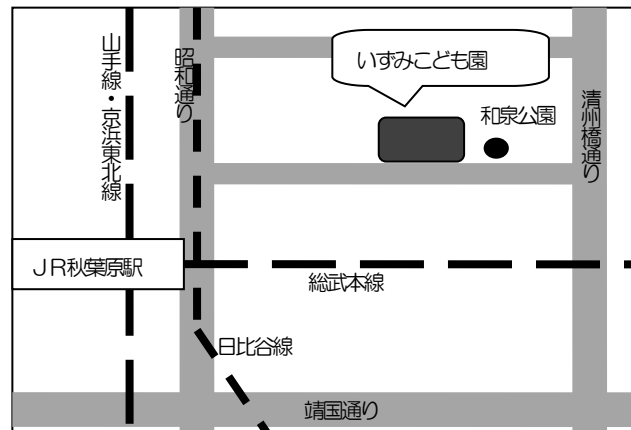 山手線・京浜東北線
昭和通り
いずみこども園
和泉公園
清州橋通り
ＪＲ秋葉原駅
総武本線
日比谷線
靖国通り